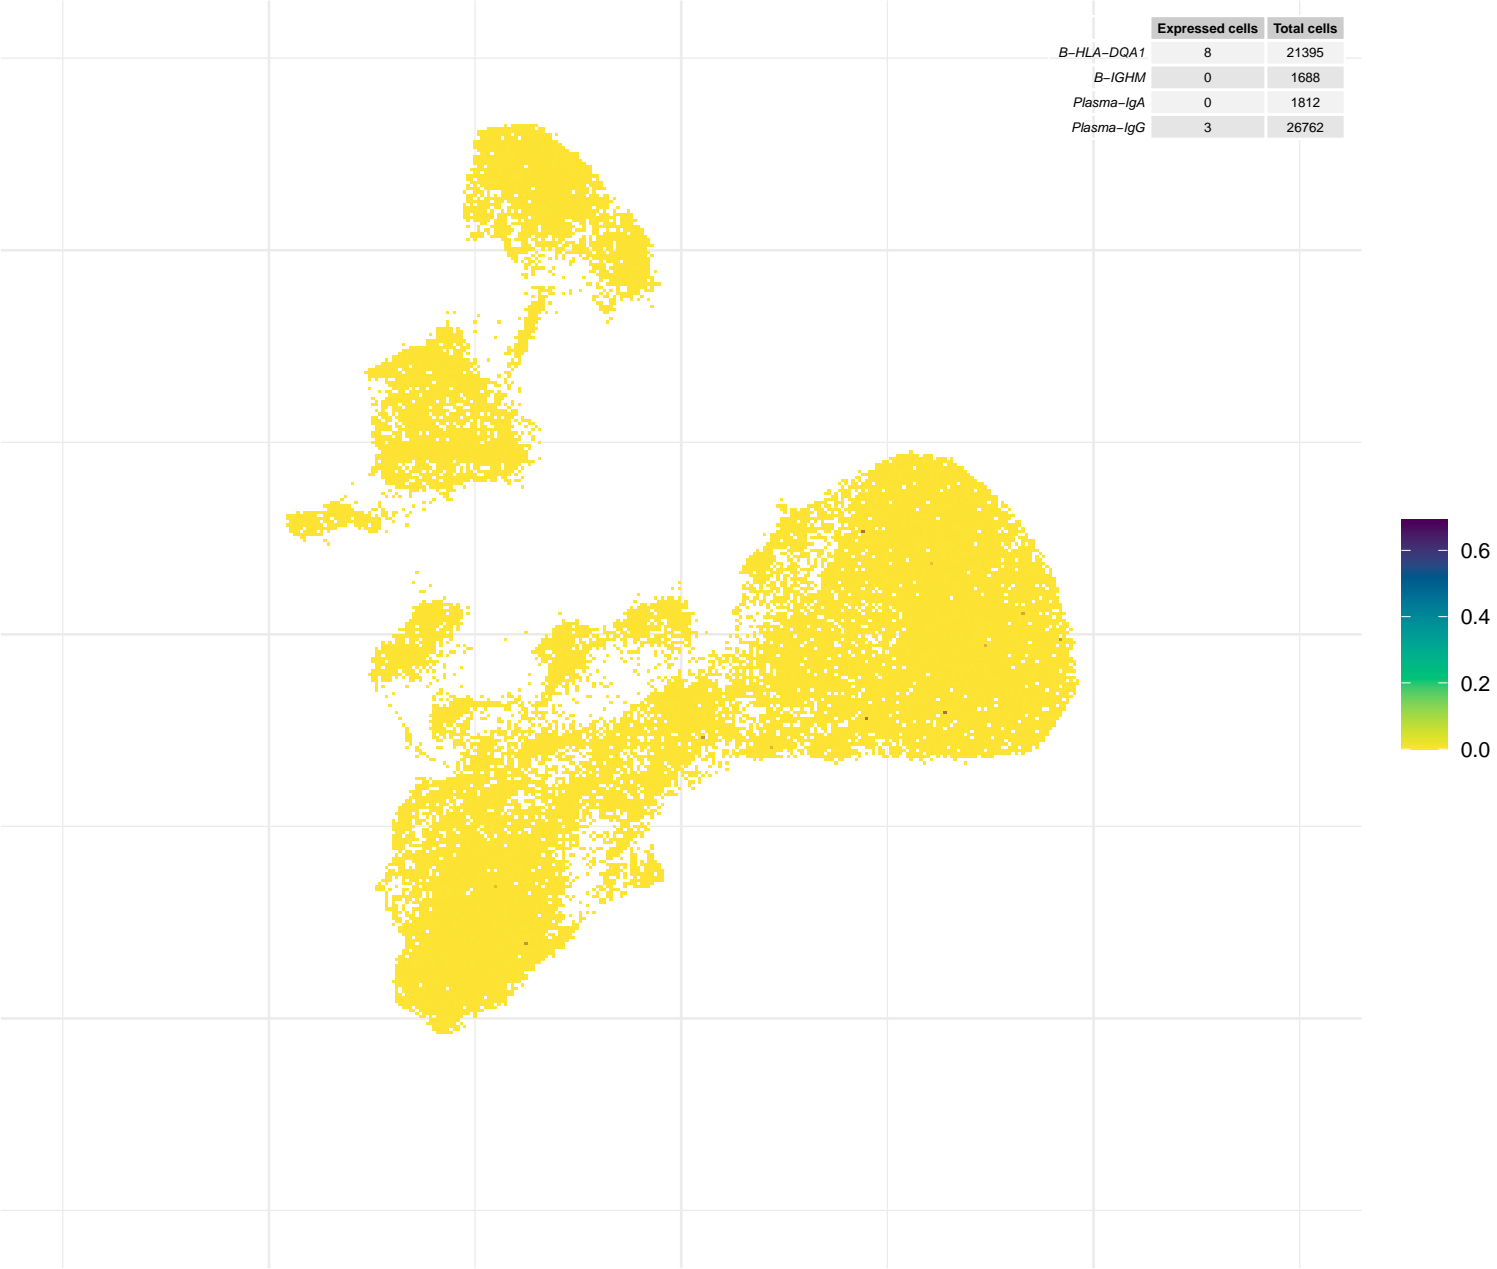 Expressed cells Total cells
B−HLA−DQA1 8 21395
B−IGHM 0 1688
Plasma−IgA 0 1812
Plasma−IgG 3 26762
0.6
0.4
0.2
0.0